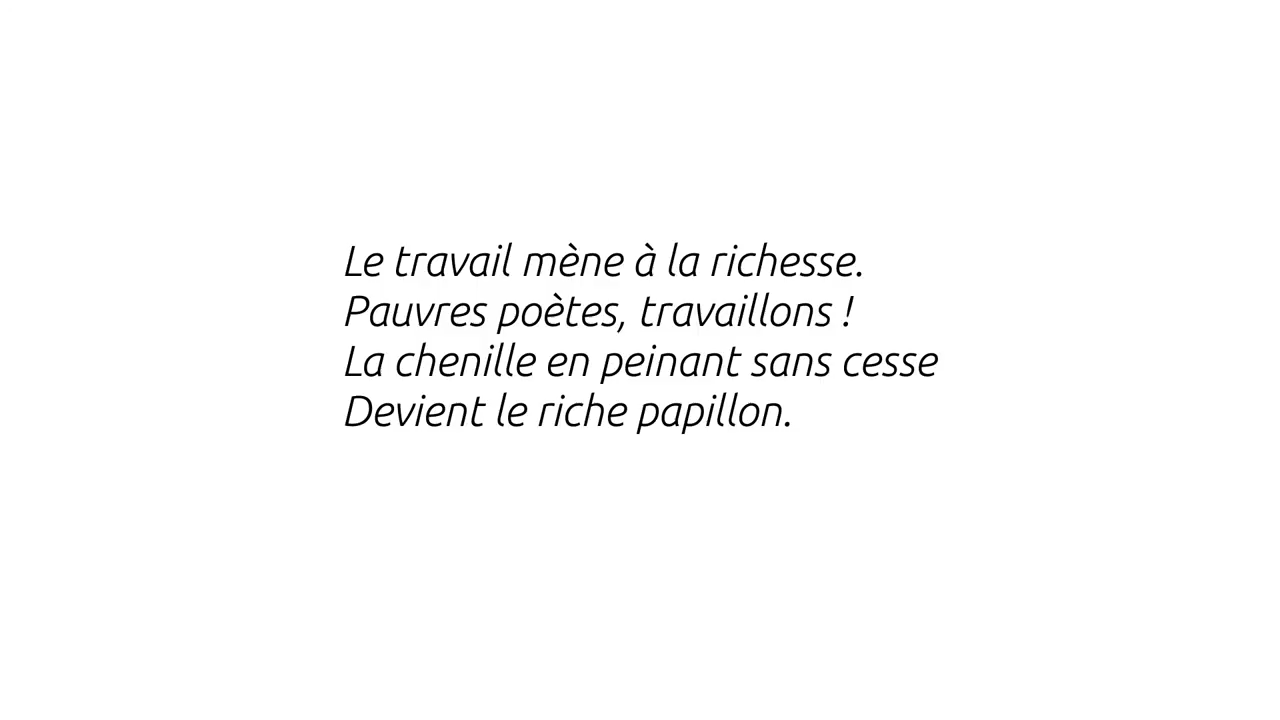 Le travail mène à la richesse.
Pauvres poètes, travaillons !
La chenille en peinant sans cesse
Devient le riche papillon.